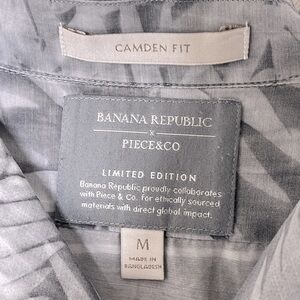 CAMDEN FIT
BANANA REPUBLIC
x
PIECE&CO
LIMITED EDITION
Banana Republic proudly collaborates
with Piece & Co. for ethically sourced
materials with direct global impact.
M
MADE IN
BANGLADESH